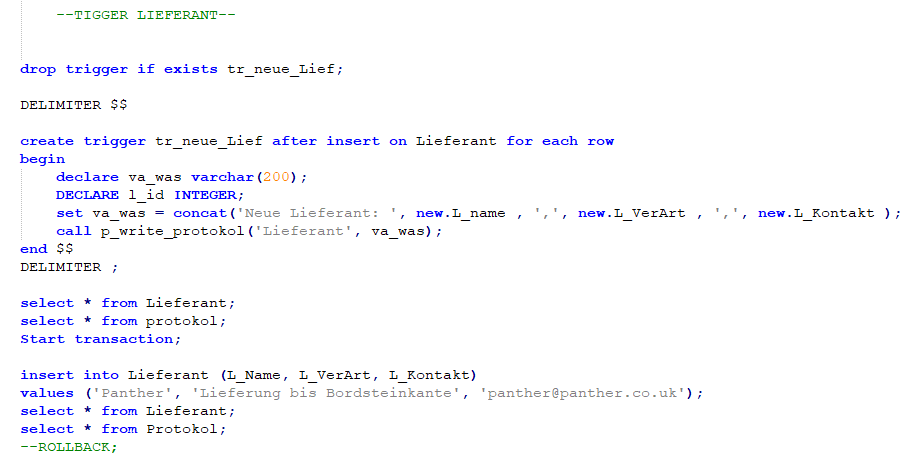 --TIGGER LIEFERANT--
drop trigger if exists tr_neue_Lief;
DELIMITER $$
create trigger tr_neue_Lief after insert on Lieferant for each row
begin
declare va_was varchar(200);
DECLARE l_id INTEGER;
set va_was = concat('Neue Lieferant: ', new.L_name , ',', new.L_VerArt , ',', new.L_Kontakt );
call p_write_protokol('Lieferant', va_was);
end $$
DELIMITER ;
select * from Lieferant;
select * from protokol;
Start transaction;
insert into Lieferant (L_Name, L_VerArt, L_Kontakt)
values ('Panther', 'Lieferung bis Bordsteinkante', 'panther@panther.co.uk');
select * from Lieferant;
select * from Protokol;
--ROLLBACK;